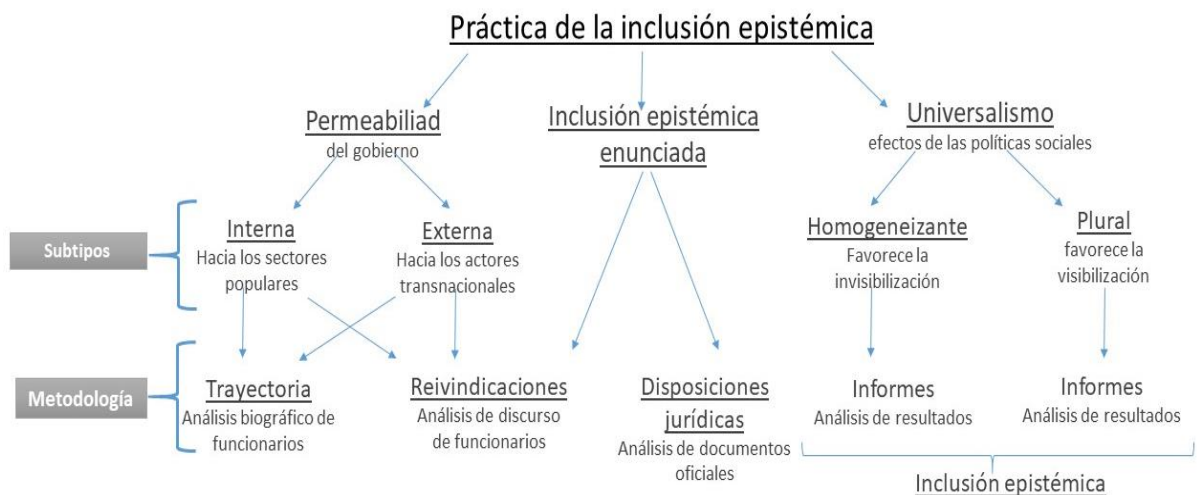 Práctica de la inclusión epistémica
Permeabiliad
del gobierno
Inclusión epistémica
enunciada
Universalismo
efectos de las políticas sociales
Subtipos
Interna
Hacia los sectores
populares
Externa
Hacia los actores
transnacionales
Homogeneizante
Favorece la
invisibilización
Plural
favorece la
visibilización
Metodología
Trayectoria
Análisis biográfico de
funcionarios
Reivindicaciones
Análisis de discurso
de funcionarios
Disposiciones
jurídicas
Análisis de documentos
oficiales
Informes
Análisis de resultados
Informes
Análisis de resultados
Inclusión epistémica